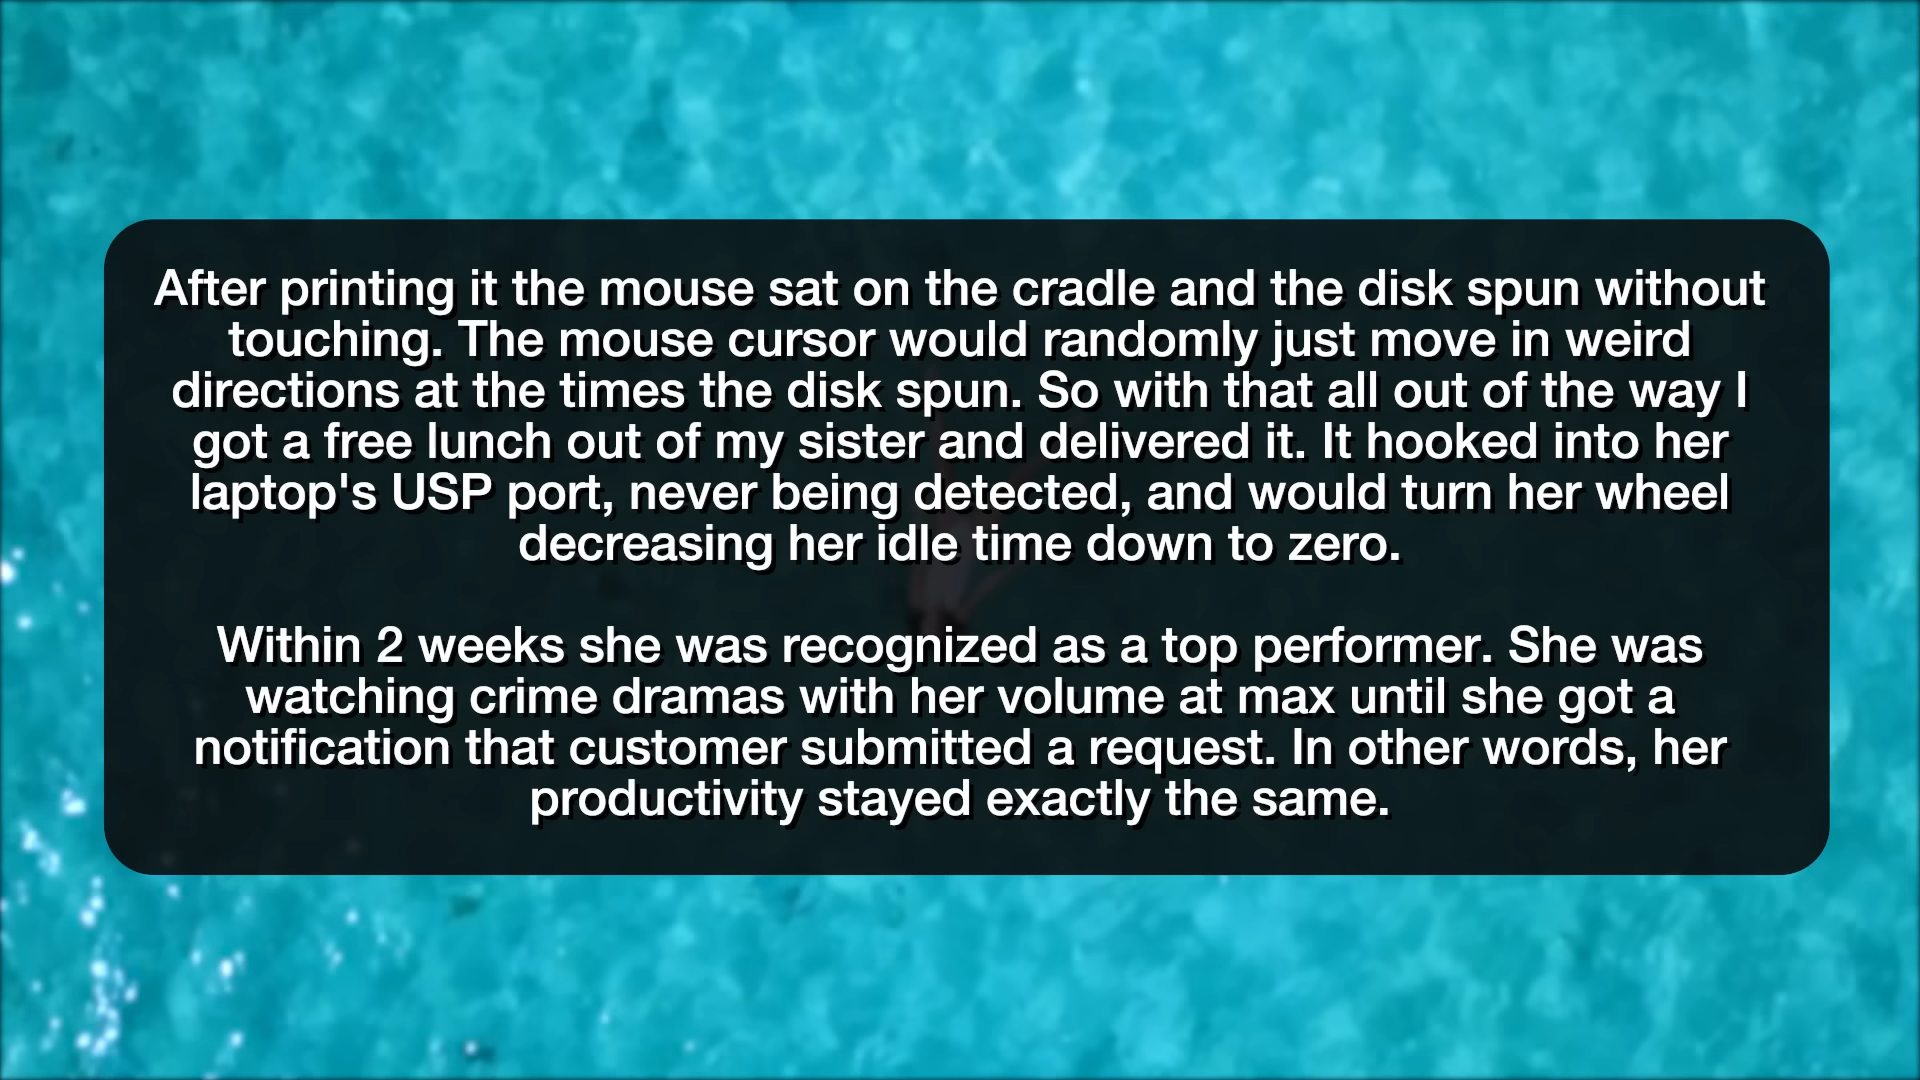 After printing it the mouse sat on the cradle and the disk spun without
touching. The mouse cursor would randomly just move in weird
directions at the times the disk spun. So with that all out of the way I
got a free lunch out of my sister and delivered it. It hooked into her
laptop's USP port, never being detected, and would turn her wheel
decreasing her idle time down to zero.
Within 2 weeks she was recognized as a top performer. She was
watching crime dramas with her volume at max until she got a
notification that customer submitted a request. In other words, her
productivity stayed exactly the same.